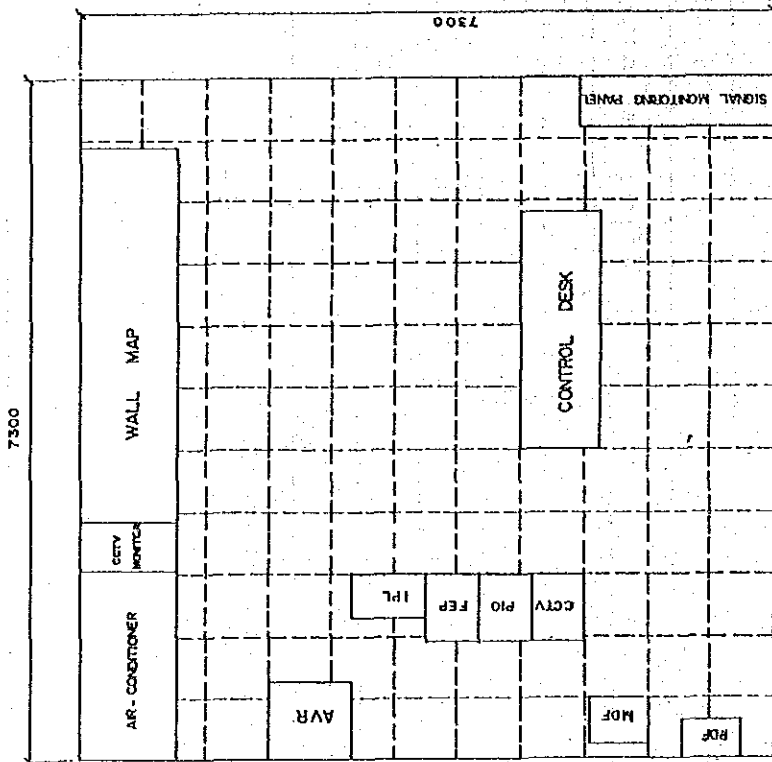 7300
7300
SIGNAL MONITORING PANEL
WALL MAP
CONTROL DESK
CCTV
MONITOR
AIR-CONDITIONER
IPL
FEP
PIO
CCTV
AVR
MDF
RDF